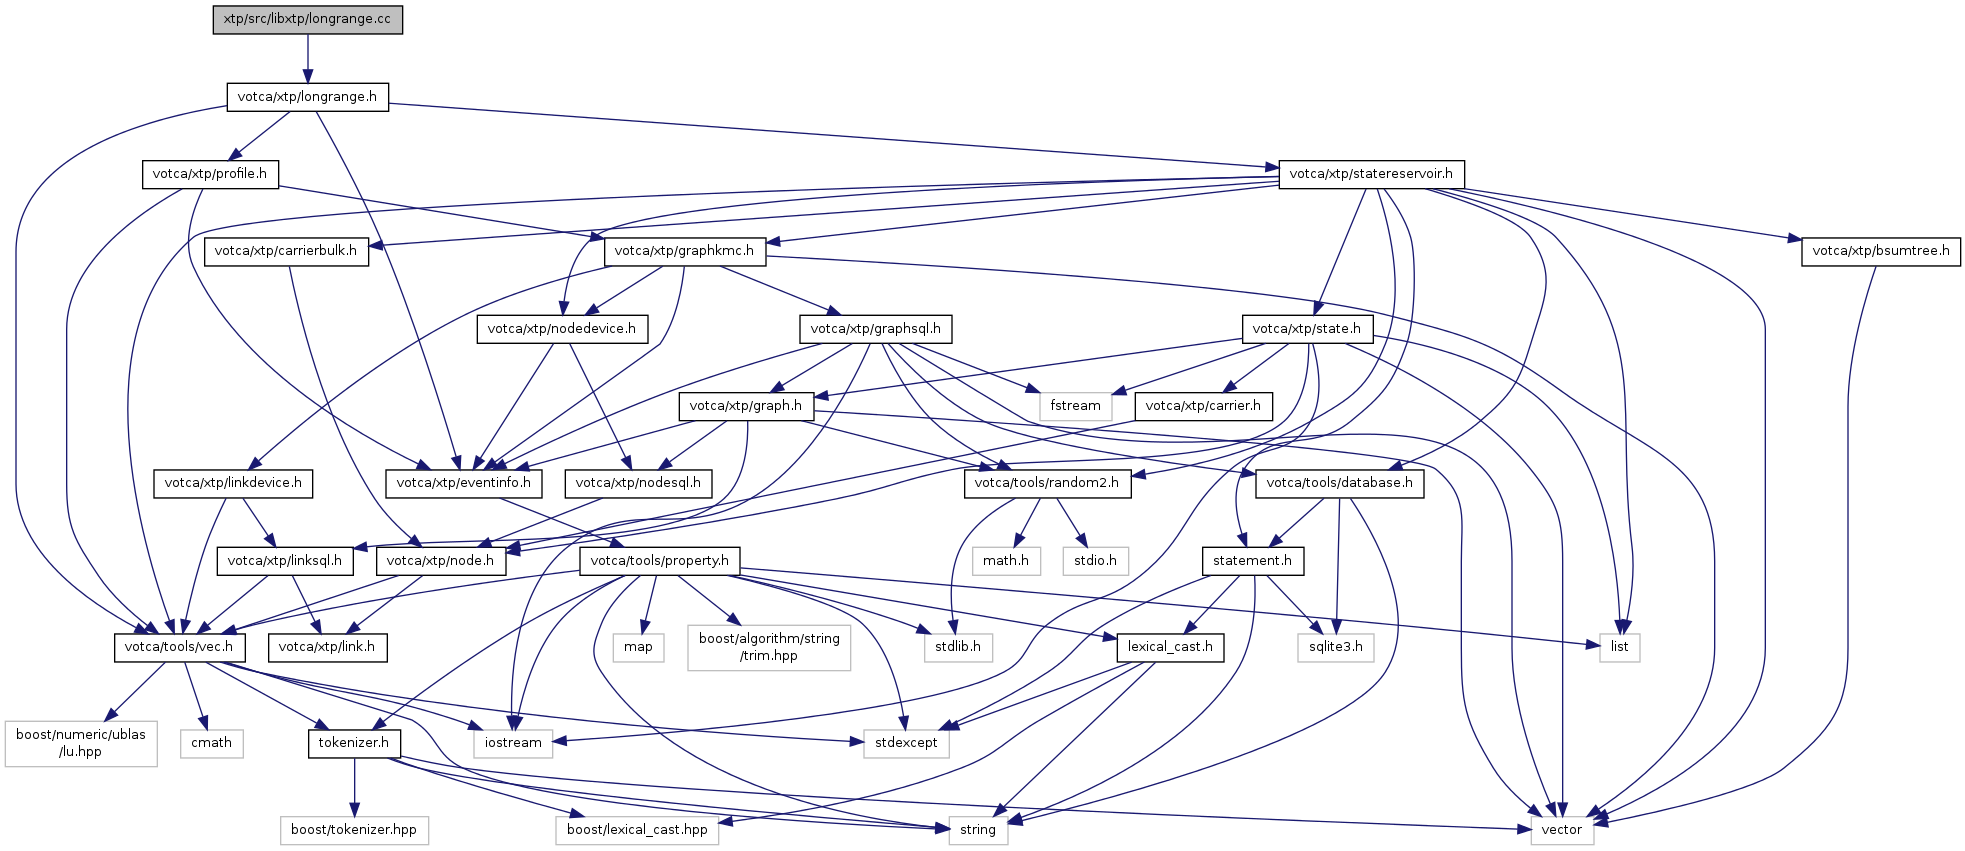 xtp/src/libxtp/longrange.cc
votca/xtp/longrange.h
votca/xtp/profile.h
votca/xtp/statereservoir.h
votca/xtp/carrierbulk.h
votca/xtp/graphkmc.h
votca/xtp/bsumtree.h
votca/xtp/nodedevice.h
votca/xtp/graphsql.h
votca/xtp/state.h
votca/xtp/graph.h
fstream
votca/xtp/carrier.h
votca/xtp/linkdevice.h
votca/xtp/eventinfo.h
votca/xtp/nodesql.h
votca/tools/random2.h
votca/tools/database.h
votca/xtp/linksql.h
votca/xtp/node.h
votca/tools/property.h
math.h
stdio.h
statement.h
votca/tools/vec.h
votca/xtp/link.h
map
boost/algorithm/string
/trim.hpp
stdlib.h
lexical_cast.h
sqlite3.h
list
boost/numeric/ublas
/lu.hpp
cmath
tokenizer.h
iostream
stdexcept
boost/tokenizer.hpp
boost/lexical_cast.hpp
string
vector